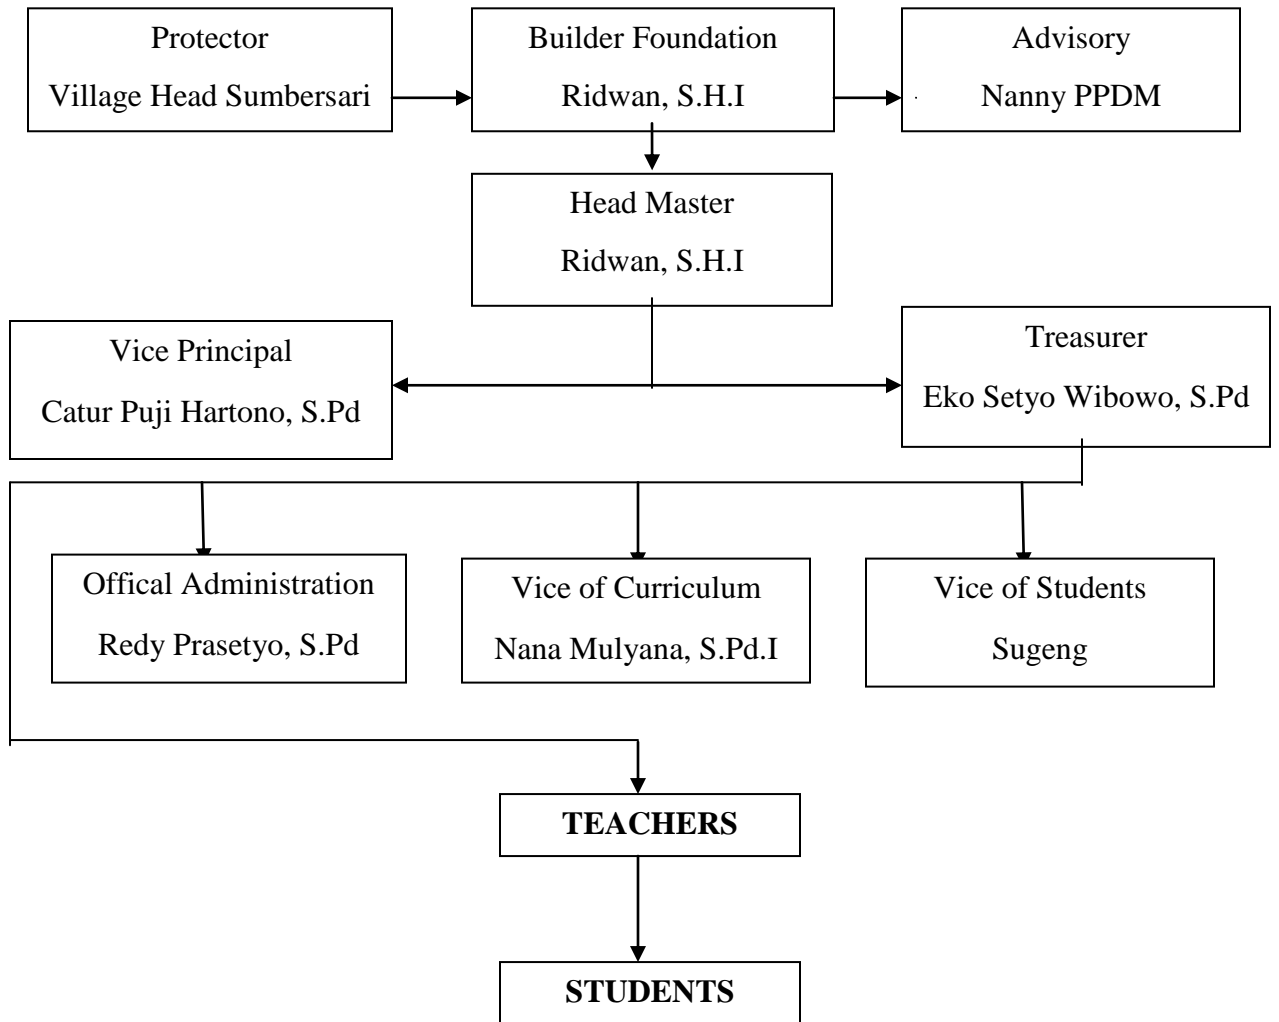 Protector
Village Head Sumbersari
Builder Foundation
Ridwan, S.H.I
Advisory
Nanny PPDM
Head Master
Ridwan, S.H.I
Vice Principal
Catur Puji Hartono, S.Pd
Treasurer
Eko Setyo Wibowo, S.Pd
Offical Administration
Redy Prasetyo, S.Pd
Vice of Curriculum
Nana Mulyana, S.Pd.I
Vice of Students
Sugeng
TEACHERS
STUDENTS